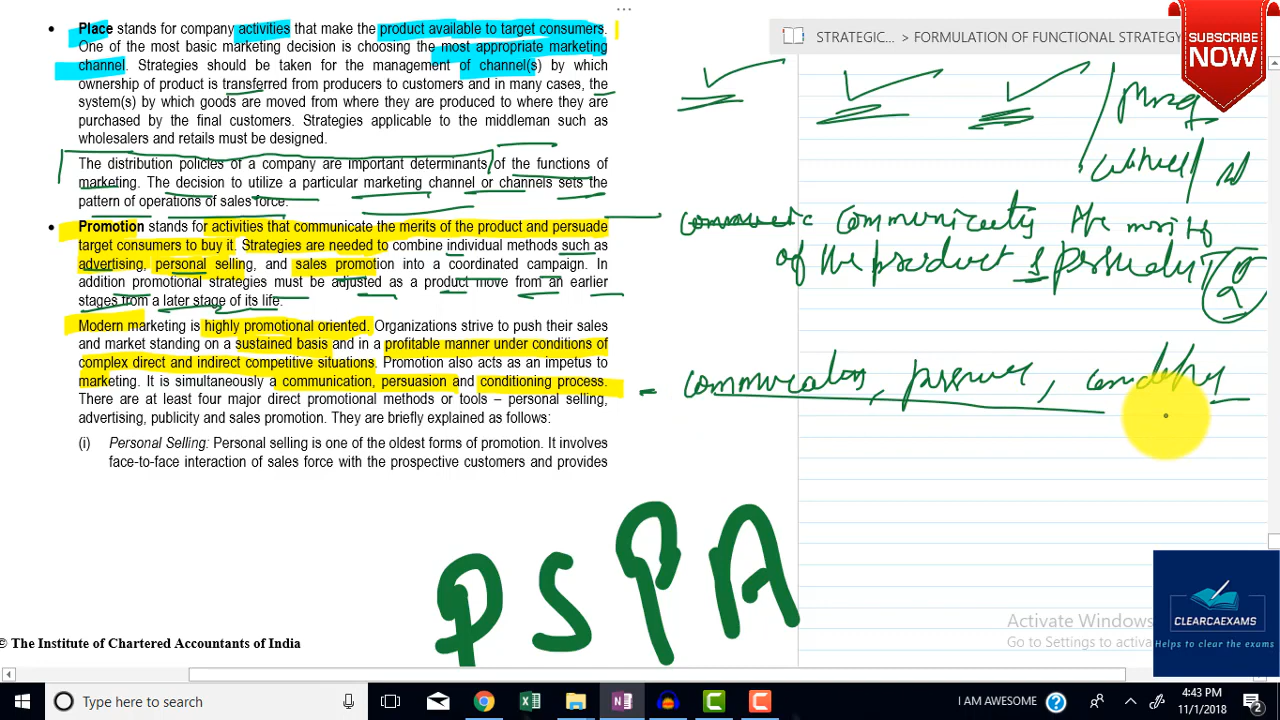 • Place stands for company activities that make the product available to target consumers.
One of the most basic marketing decision is choosing the most appropriate marketing
channel. Strategies should be taken for the management of channel(s) by which
ownership of product is transferred from producers to customers and in many cases, the
system(s) by which goods are moved from where they are produced to where they are
purchased by the final customers. Strategies applicable to the middleman such as
wholesalers and retails must be designed.
The distribution policies of a company are important determinants of the functions of
marketing. The decision to utilize a particular marketing channel or channels sets the
pattern of operations of sales force.
• Promotion stands for activities that communicate the merits of the product and persuade
target consumers to buy it. Strategies are needed to combine individual methods such as
advertising, personal selling, and sales promotion into a coordinated campaign. In
addition promotional strategies must be adjusted as a product move from an earlier
stages from a later stage of its life.
Modern marketing is highly promotional oriented. Organizations strive to push their sales
and market standing on a sustained basis and in a profitable manner under conditions of
complex direct and indirect competitive situations. Promotion also acts as an impetus to
marketing. It is simultaneously a communication, persuasion and conditioning process.
There are at least four major direct promotional methods or tools – personal selling,
advertising, publicity and sales promotion. They are briefly explained as follows:
(i) Personal Selling: Personal selling is one of the oldest forms of promotion. It involves
face-to-face interaction of sales force with the prospective customers and provides
PSPA
© The Institute of Chartered Accountants of India
STRATEGIC... > FORMULATION OF FUNCTIONAL STRATEGY
SUBSCRIBE
NOW
of the product
Activate Windows
Go to Settings to activa
CLEARCAEXAMS
Helps to clear the exams
Type here to search
I AM AWESOME
4:43 PM
11/1/2018
2